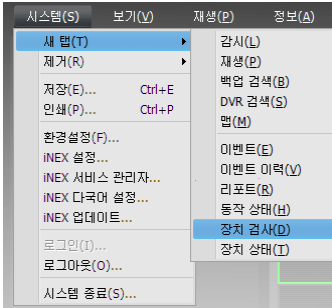 시스템(S) 보기(V) 재생(P) 정보(A)
새 탭(T)
제거(R)
저장(E)... Ctrl+E
인쇄(P)... Ctrl+P
환경설정(F)...
iNEX 설정...
iNEX 서비스 관리자...
iNEX 다국어 설정...
iNEX 업데이트...
로그인(I)...
로그아웃(O)...
시스템 종료(S)...
감시(L)
재생(P)
백업 검색(B)
DVR 검색(S)
맵(M)
이벤트(E)
이벤트 이력(V)
리포트(R)
동작 상태(H)
장치 검사(D)
장치 상태(T)